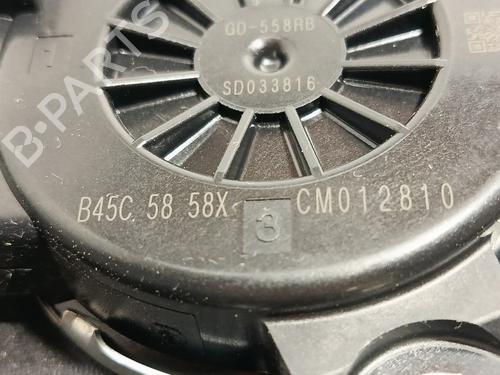 GD-558RB
SD033816
B-PARTS
B45C 58 58X
3
CM012810